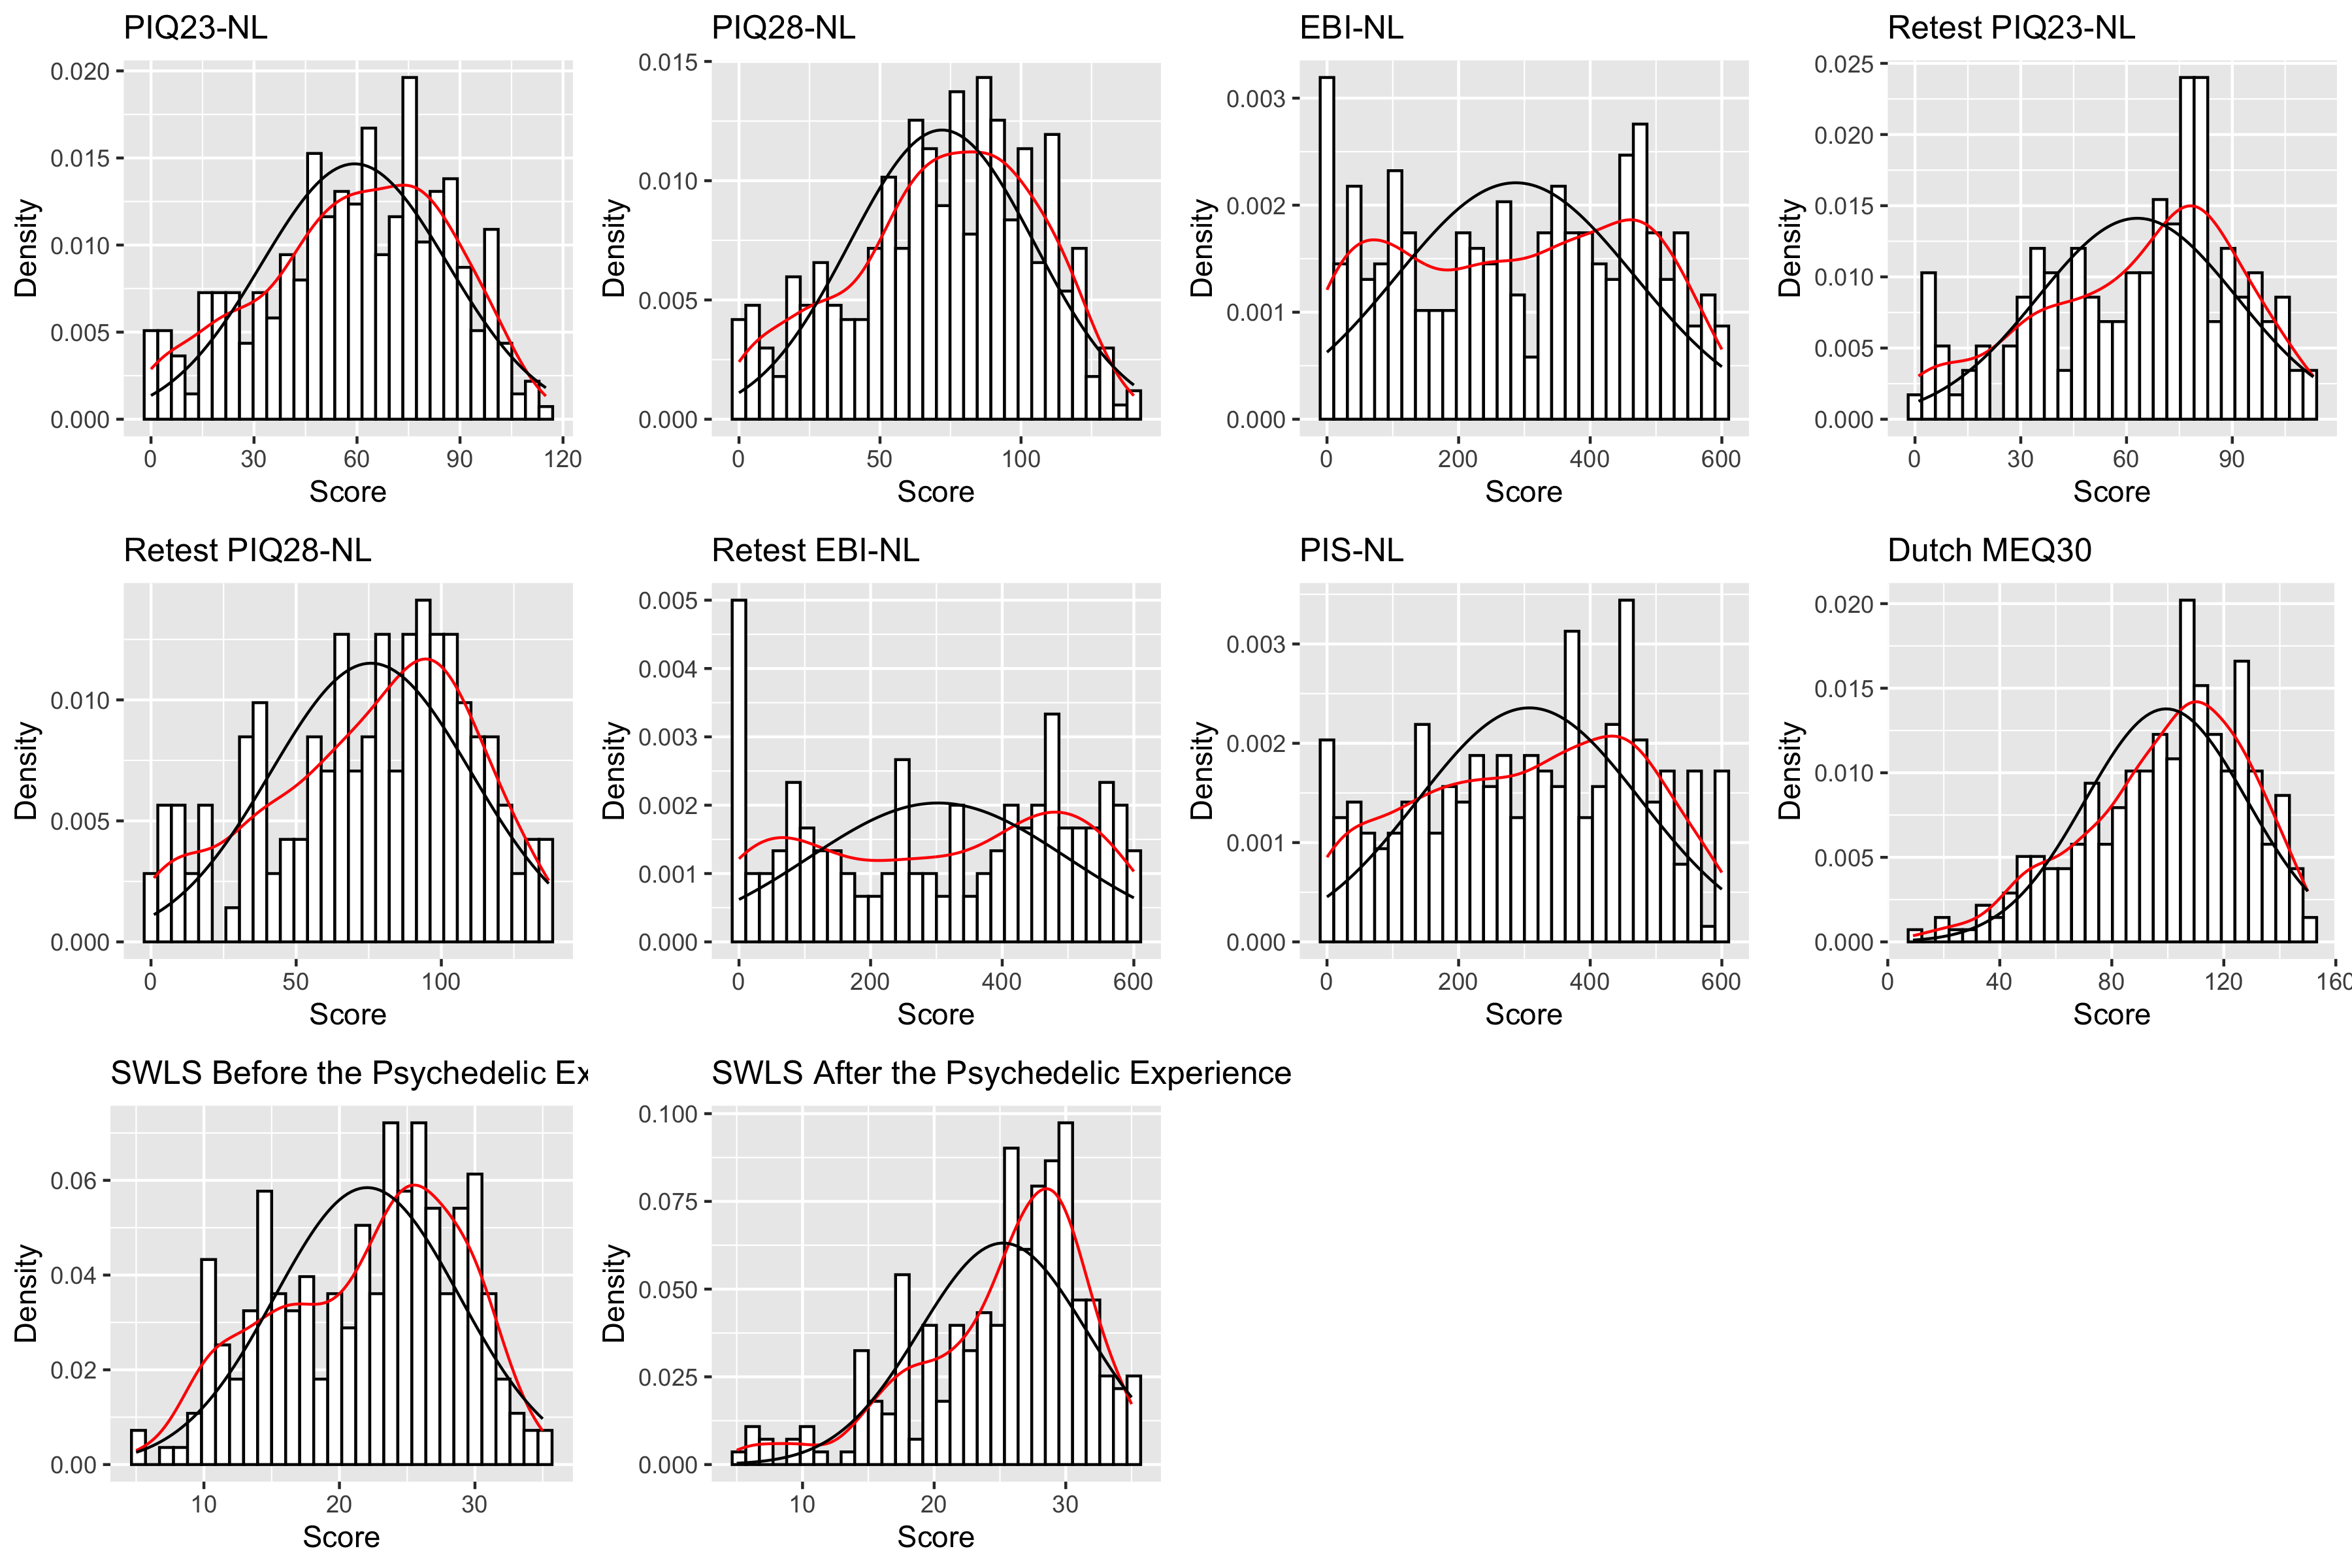 PIQ23-NL
0.020
0.015
0.010
0.005
0.000
Density
0 30 60 90 120
Score
PIQ28-NL
0.015
0.010
0.005
0.000
Density
0 50 100
Score
EBI-NL
0.003
0.002
0.001
0.000
Density
0 200 400 600
Score
Retest PIQ23-NL
0.025
0.020
0.015
0.010
0.005
0.000
Density
0 30 60 90
Score
Retest PIQ28-NL
0.010
0.005
0.000
Density
0 50 100
Score
Retest EBI-NL
0.005
0.004
0.003
0.002
0.001
0.000
Density
0 200 400 600
Score
PIS-NL
0.003
0.002
0.001
0.000
Density
0 200 400 600
Score
Dutch MEQ30
0.020
0.015
0.010
0.005
0.000
Density
0 40 80 120 160
Score
SWLS Before the Psychedelic Ex
0.06
0.04
0.02
0.00
Density
10 20 30
Score
SWLS After the Psychedelic Experience
0.100
0.075
0.050
0.025
0.000
Density
10 20 30
Score